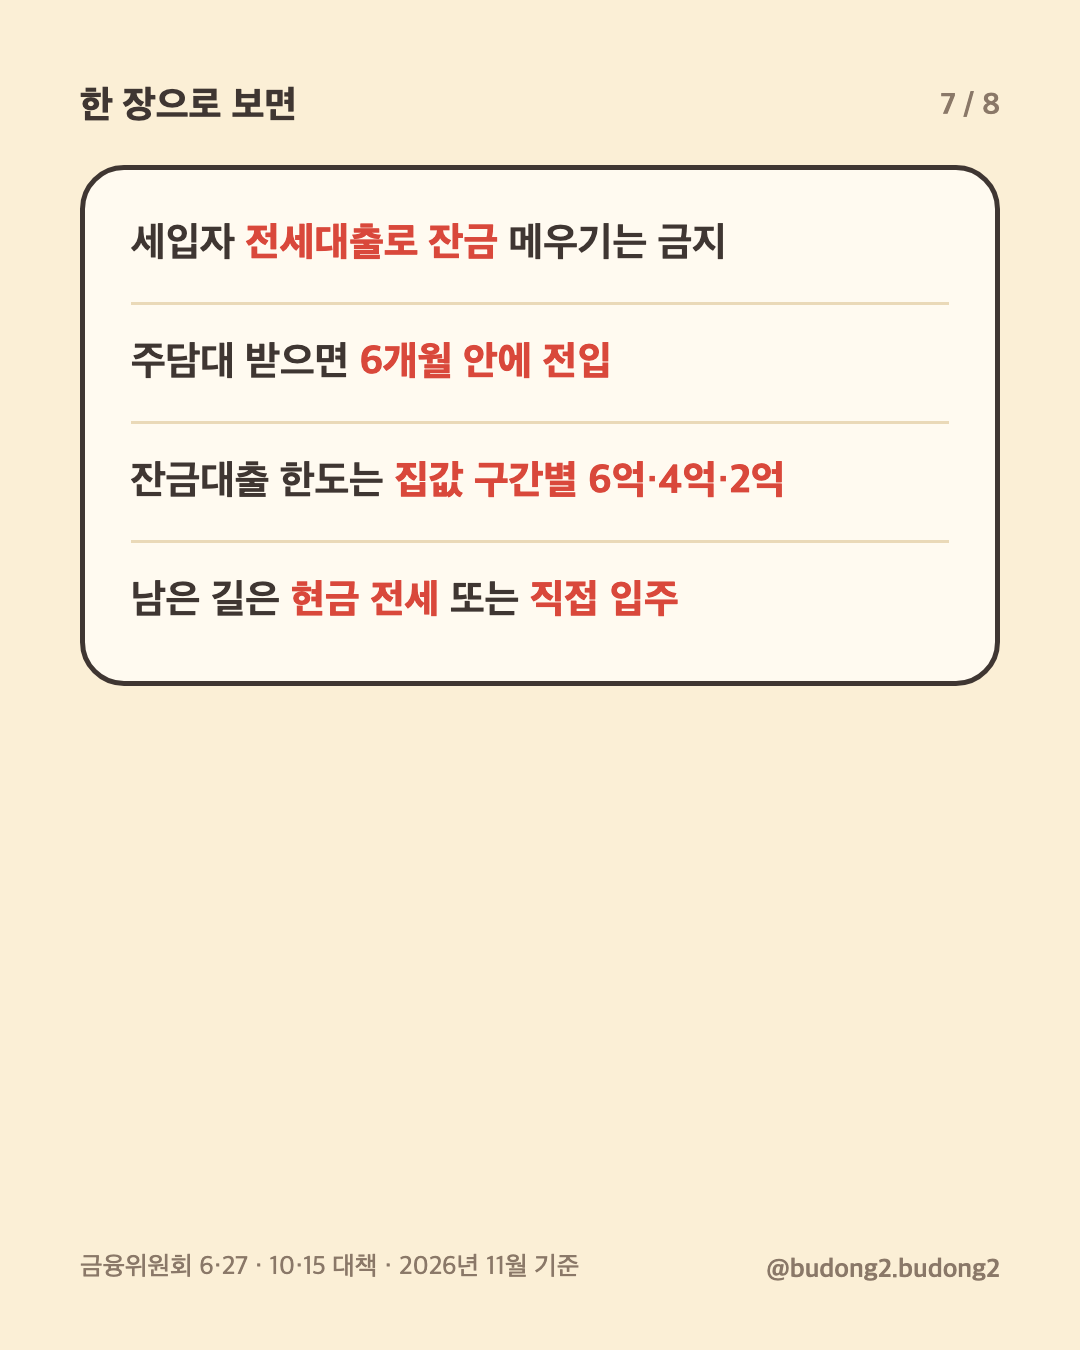 한 장으로 보면
7 / 8
세입자 전세대출로 잔금 메우기는 금지
주담대 받으면 6개월 안에 전입
잔금대출 한도는 집값 구간별 6억·4억·2억
남은 길은 현금 전세 또는 직접 입주
금융위원회 6·27 · 10·15 대책 · 2026년 11월 기준
@budong2.budong2